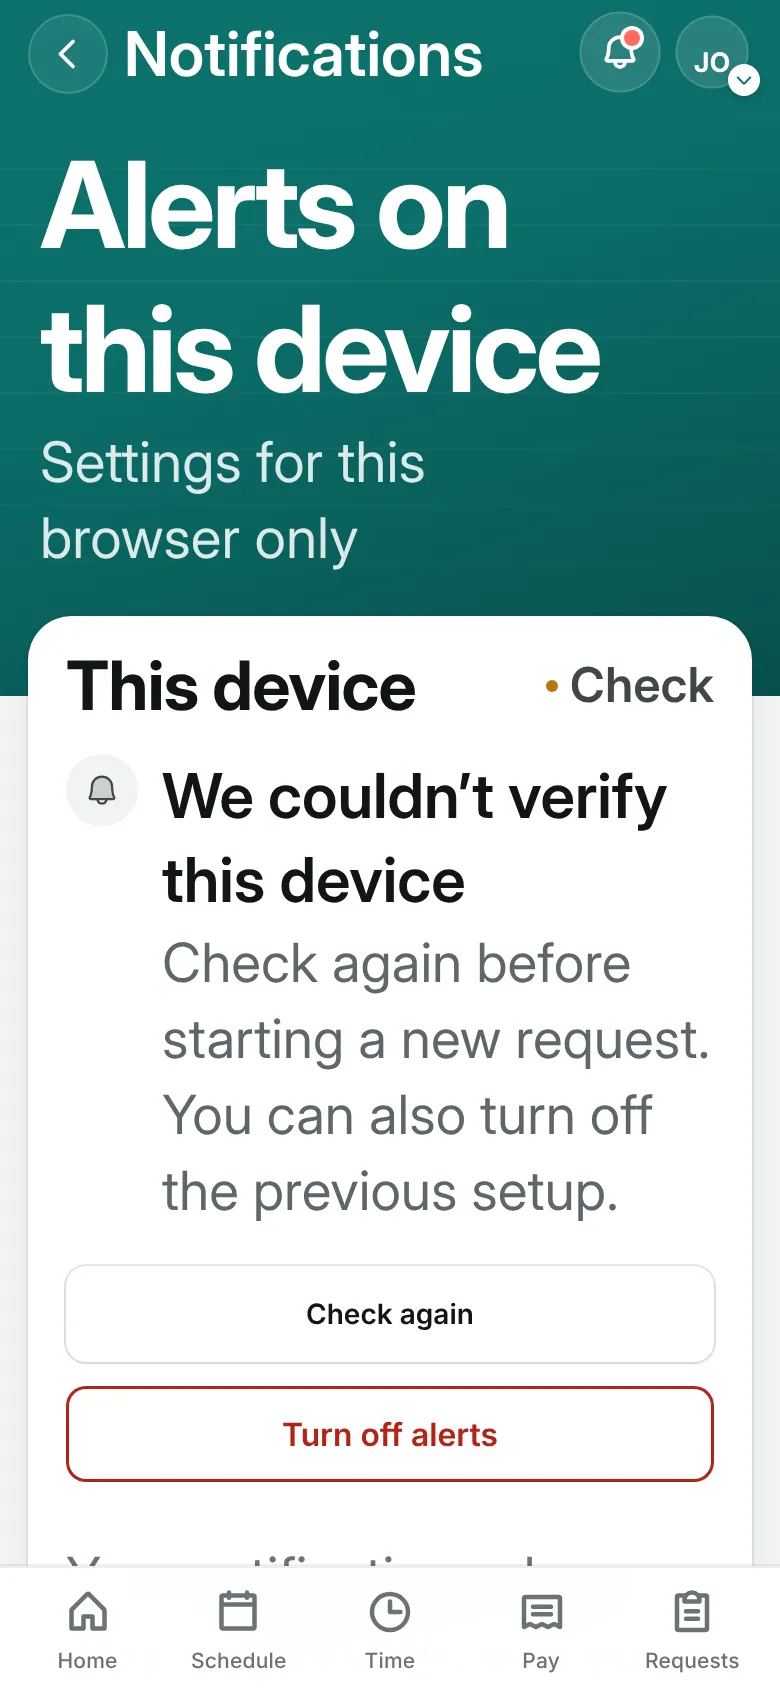 Notifications
JO
Alerts on
this device
Settings for this
browser only
This device
Check
We couldn’t verify
this device
Check again before
starting a new request.
You can also turn off
the previous setup.
Check again
Turn off alerts
Home
Schedule
Time
Pay
Requests